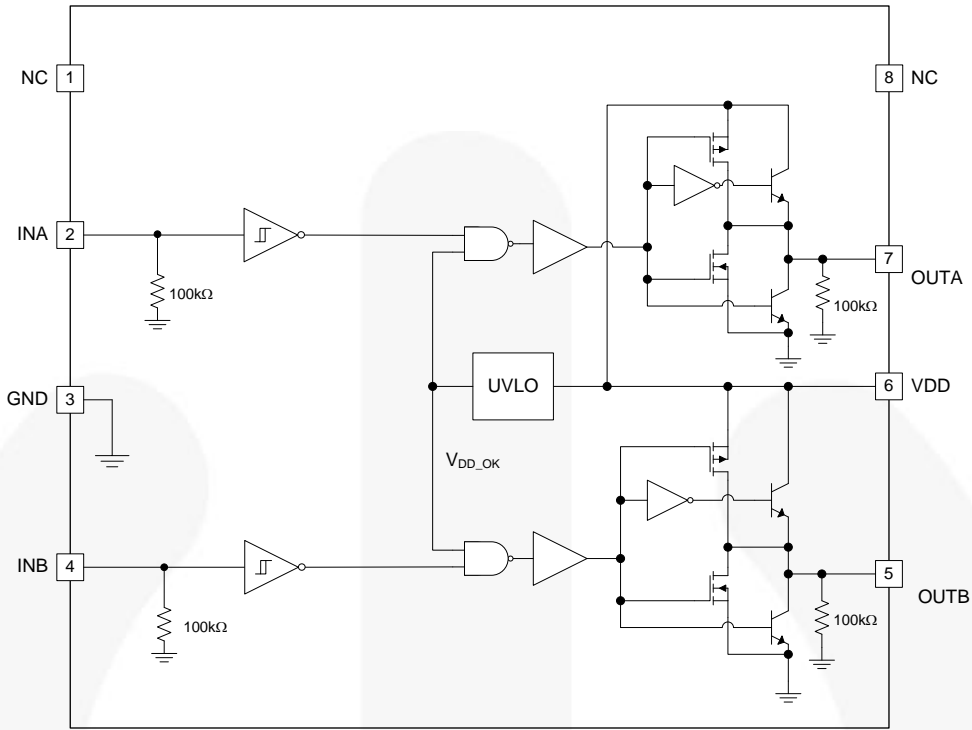 NC 1
8 NC
INA 2
100kΩ
7 OUTA
100kΩ
GND 3
UVLO
6 VDD
VDD_OK
INB 4
100kΩ
5 OUTB
100kΩ